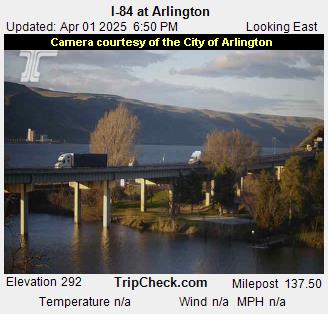 I-84 at Arlington
Updated: Apr 01 2025 6:50 PM Looking East
Camera courtesy of the City of Arlington
Elevation 292 TripCheck.com Milepost 137.50
Temperature n/a Wind n/a MPH n/a